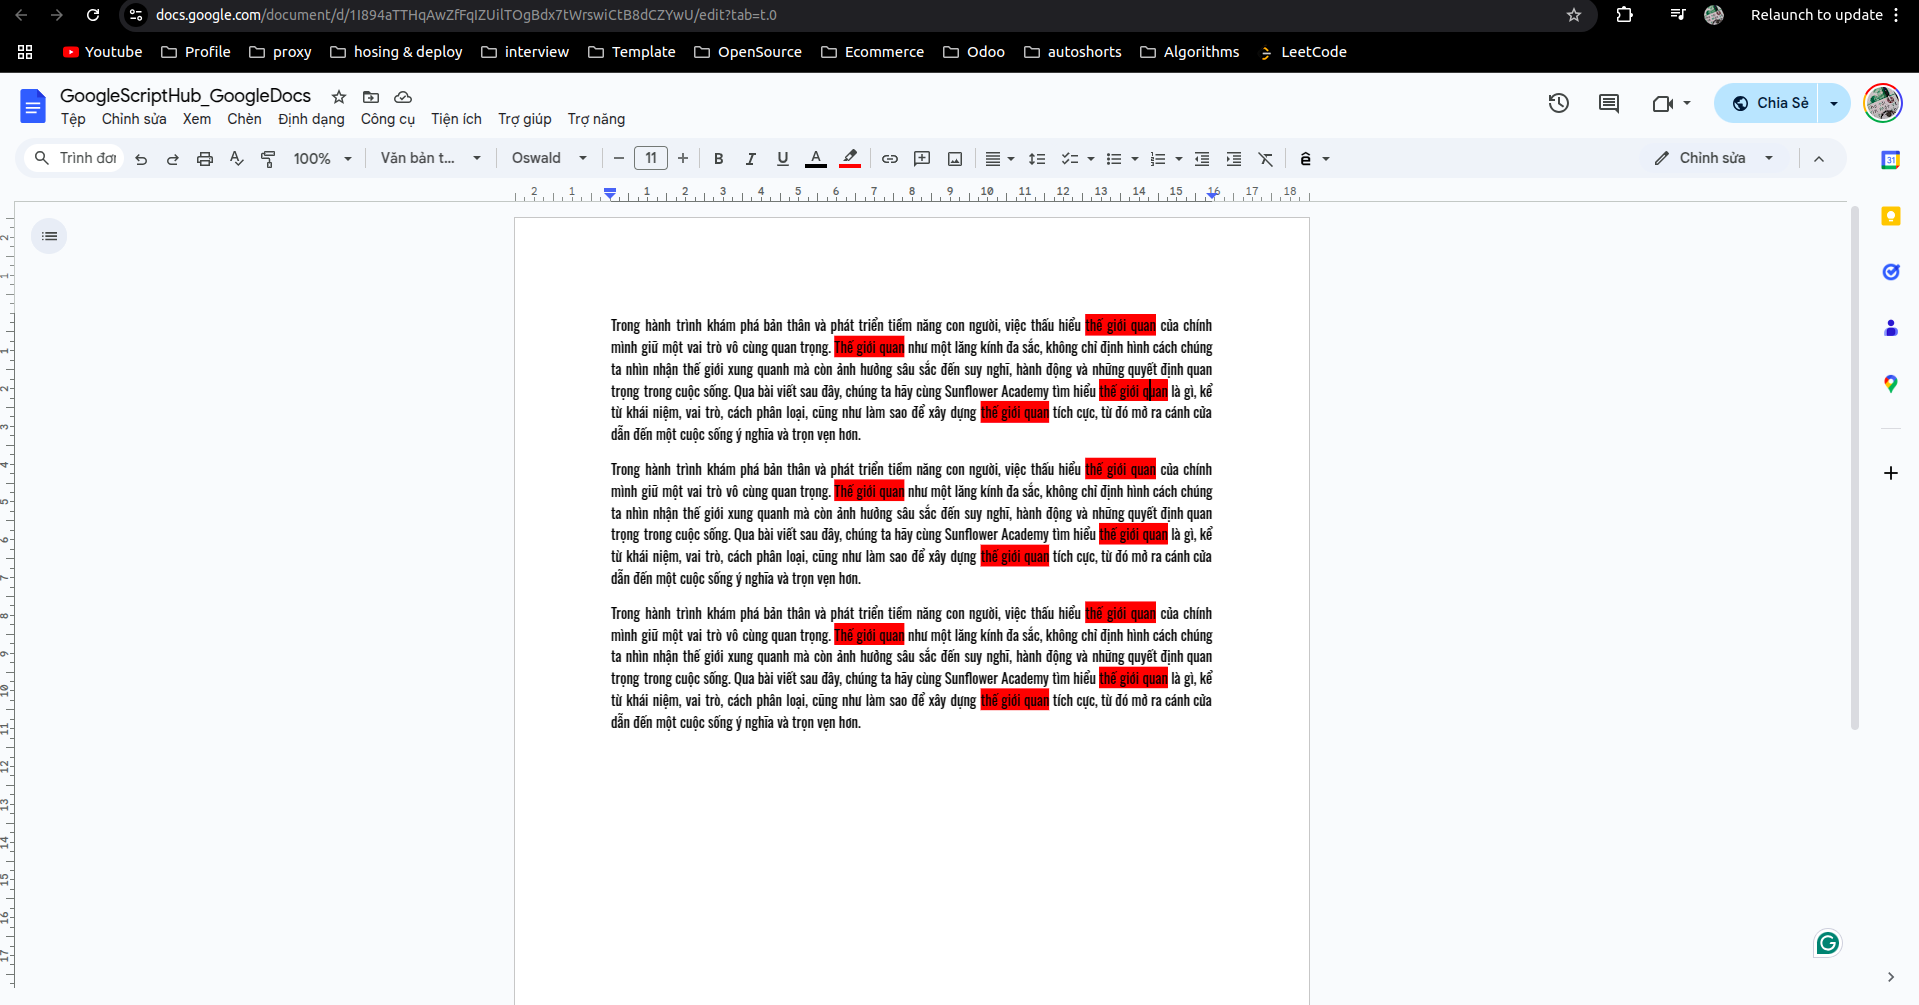 docs.google.com/document/d/1I894aTTHqAwZfFqIZUilTOgBdx7tWrswiCtB8dCZYwU/edit?tab=t.0
Relaunch to update
Youtube Profile proxy hosing & deploy interview Template OpenSource Ecommerce Odoo autoshorts Algorithms LeetCode
GoogleScriptHub_GoogleDocs
Tệp Chỉnh sửa Xem Chèn Định dạng Công cụ Tiện ích Trợ giúp Trợ năng
Chia Sẻ
Trình đơn 100% Văn bản t... Oswald 11 B I U A ê Chỉnh sửa
2 1 1 2 3 4 5 6 7 8 9 10 11 12 13 14 15 16 17 18
Trong hành trình khám phá bản thân và phát triển tiềm năng con người, việc thấu hiểu thế giới quan của chính
mình giữ một vai trò vô cùng quan trọng. Thế giới quan như một lăng kính đa sắc, không chỉ định hình cách chúng
ta nhìn nhận thế giới xung quanh mà còn ảnh hưởng sâu sắc đến suy nghĩ, hành động và những quyết định quan
trọng trong cuộc sống. Qua bài viết sau đây, chúng ta hãy cùng Sunflower Academy tìm hiểu thế giới quan là gì, kể
từ khái niệm, vai trò, cách phân loại, cũng như làm sao để xây dựng thế giới quan tích cực, từ đó mở ra cánh cửa
dẫn đến một cuộc sống ý nghĩa và trọn vẹn hơn.
Trong hành trình khám phá bản thân và phát triển tiềm năng con người, việc thấu hiểu thế giới quan của chính
mình giữ một vai trò vô cùng quan trọng. Thế giới quan như một lăng kính đa sắc, không chỉ định hình cách chúng
ta nhìn nhận thế giới xung quanh mà còn ảnh hưởng sâu sắc đến suy nghĩ, hành động và những quyết định quan
trọng trong cuộc sống. Qua bài viết sau đây, chúng ta hãy cùng Sunflower Academy tìm hiểu thế giới quan là gì, kể
từ khái niệm, vai trò, cách phân loại, cũng như làm sao để xây dựng thế giới quan tích cực, từ đó mở ra cánh cửa
dẫn đến một cuộc sống ý nghĩa và trọn vẹn hơn.
Trong hành trình khám phá bản thân và phát triển tiềm năng con người, việc thấu hiểu thế giới quan của chính
mình giữ một vai trò vô cùng quan trọng. Thế giới quan như một lăng kính đa sắc, không chỉ định hình cách chúng
ta nhìn nhận thế giới xung quanh mà còn ảnh hưởng sâu sắc đến suy nghĩ, hành động và những quyết định quan
trọng trong cuộc sống. Qua bài viết sau đây, chúng ta hãy cùng Sunflower Academy tìm hiểu thế giới quan là gì, kể
từ khái niệm, vai trò, cách phân loại, cũng như làm sao để xây dựng thế giới quan tích cực, từ đó mở ra cánh cửa
dẫn đến một cuộc sống ý nghĩa và trọn vẹn hơn.